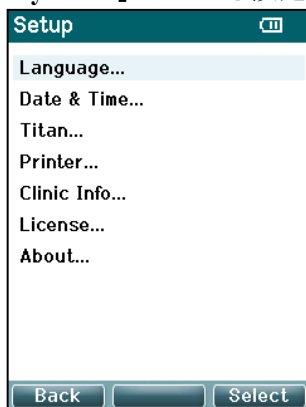 Setup
Language...
Date & Time...
Titan...
Printer...
Clinic Info...
License...
About...
Back Select